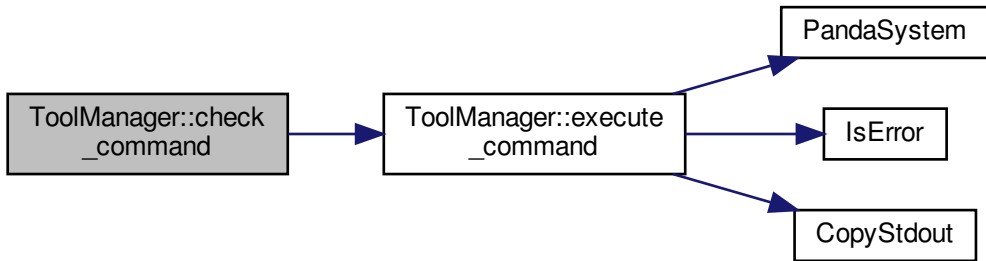 ToolManager::check
_command
ToolManager::execute
_command
PandaSystem
IsError
CopyStdout